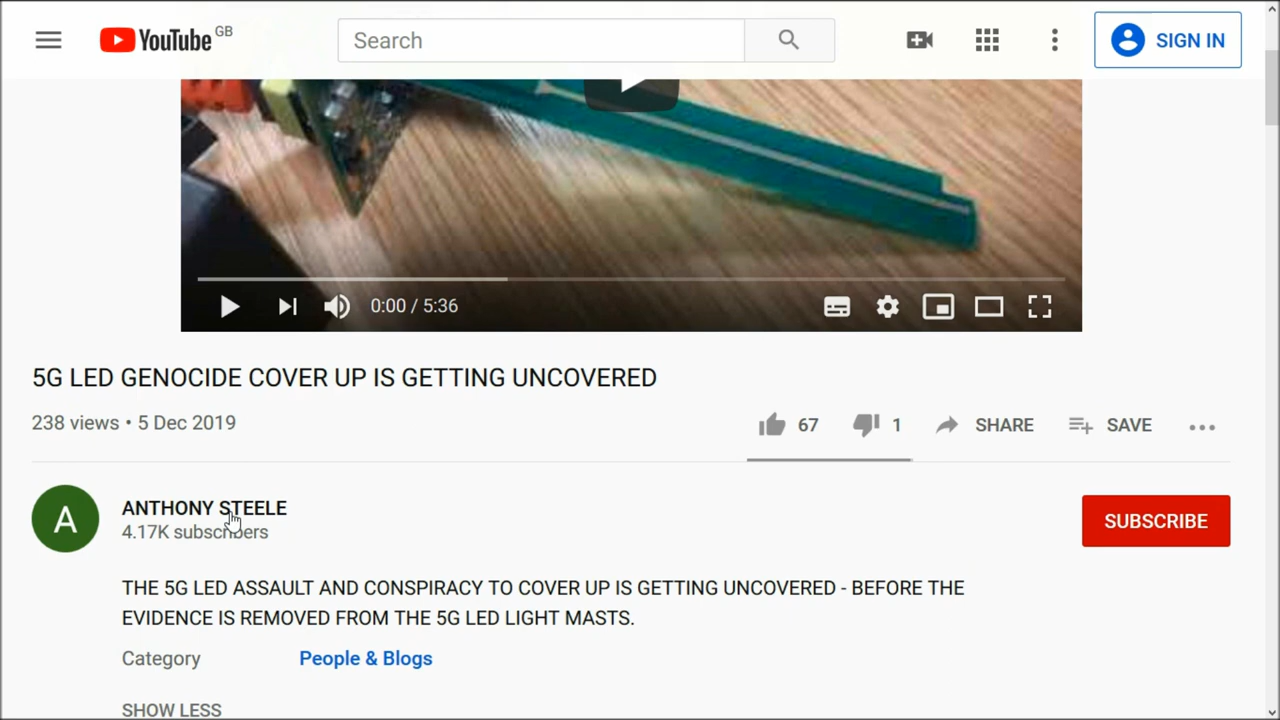 YouTube GB
Search
SIGN IN
0:00 / 5:36
5G LED GENOCIDE COVER UP IS GETTING UNCOVERED
238 views • 5 Dec 2019
67
1
SHARE
SAVE
A
ANTHONY STEELE
4.17K subscribers
SUBSCRIBE
THE 5G LED ASSAULT AND CONSPIRACY TO COVER UP IS GETTING UNCOVERED - BEFORE THE
EVIDENCE IS REMOVED FROM THE 5G LED LIGHT MASTS.
Category
People & Blogs
SHOW LESS